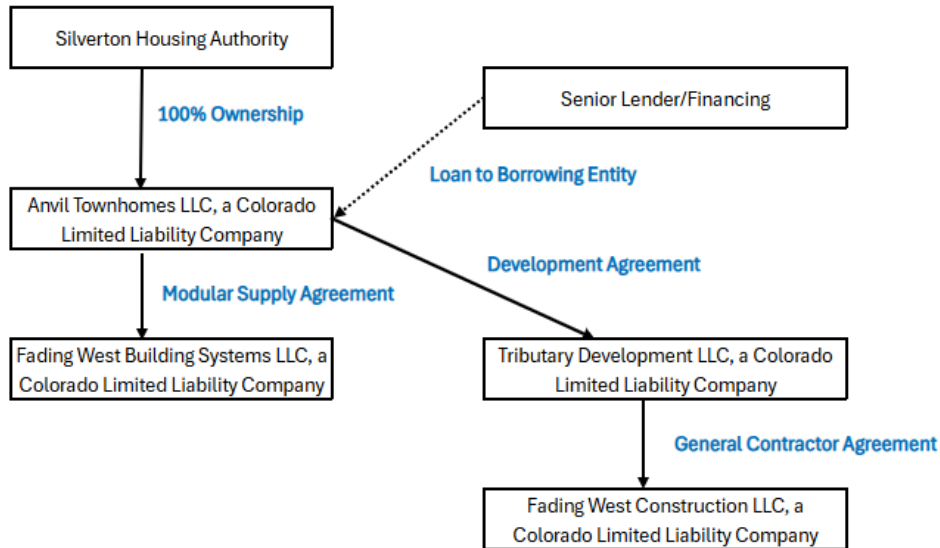 Silverton Housing Authority
100% Ownership
Senior Lender/Financing
Loan to Borrowing Entity
Anvil Townhomes LLC, a Colorado
Limited Liability Company
Development Agreement
Modular Supply Agreement
Fading West Building Systems LLC, a
Colorado Limited Liability Company
Tributary Development LLC, a Colorado
Limited Liability Company
General Contractor Agreement
Fading West Construction LLC, a
Colorado Limited Liability Company